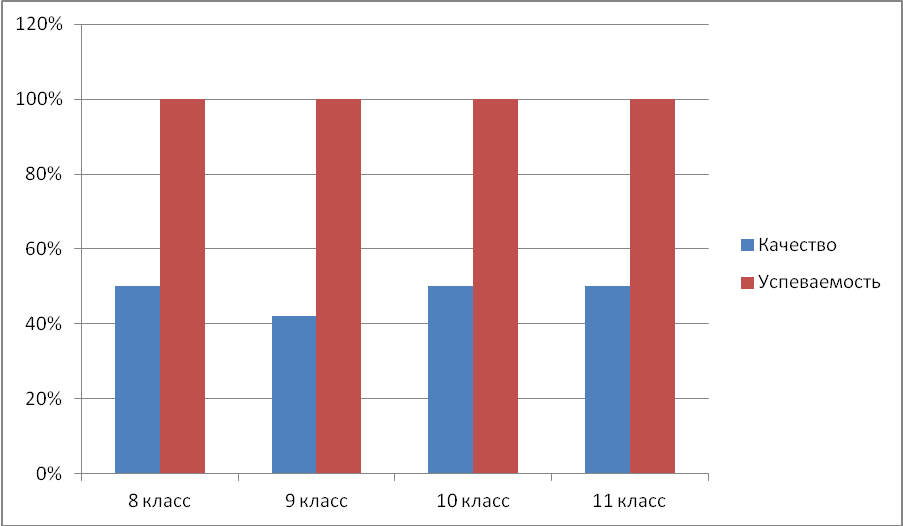 120%
100%
80%
60%
40%
20%
0%
8 класс
9 класс
10 класс
11 класс
Качество
Успеваемость